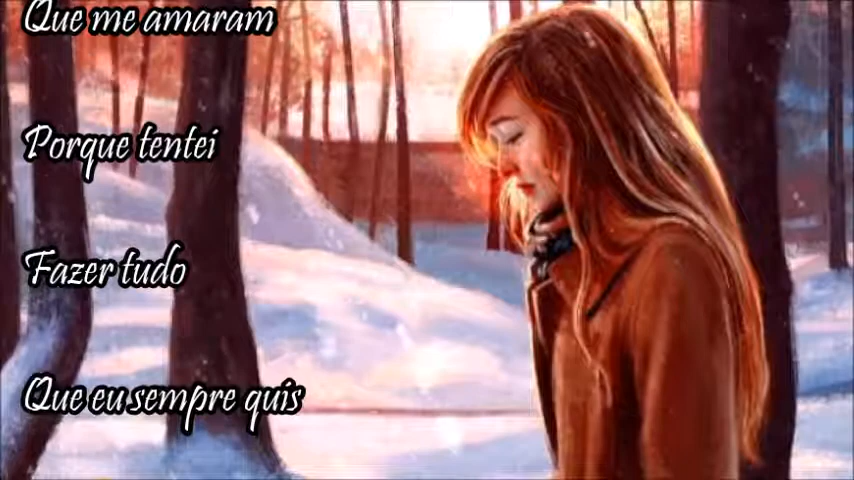 Que me amaram
Porque tentei
Fazer tudo
Que eu sempre quis